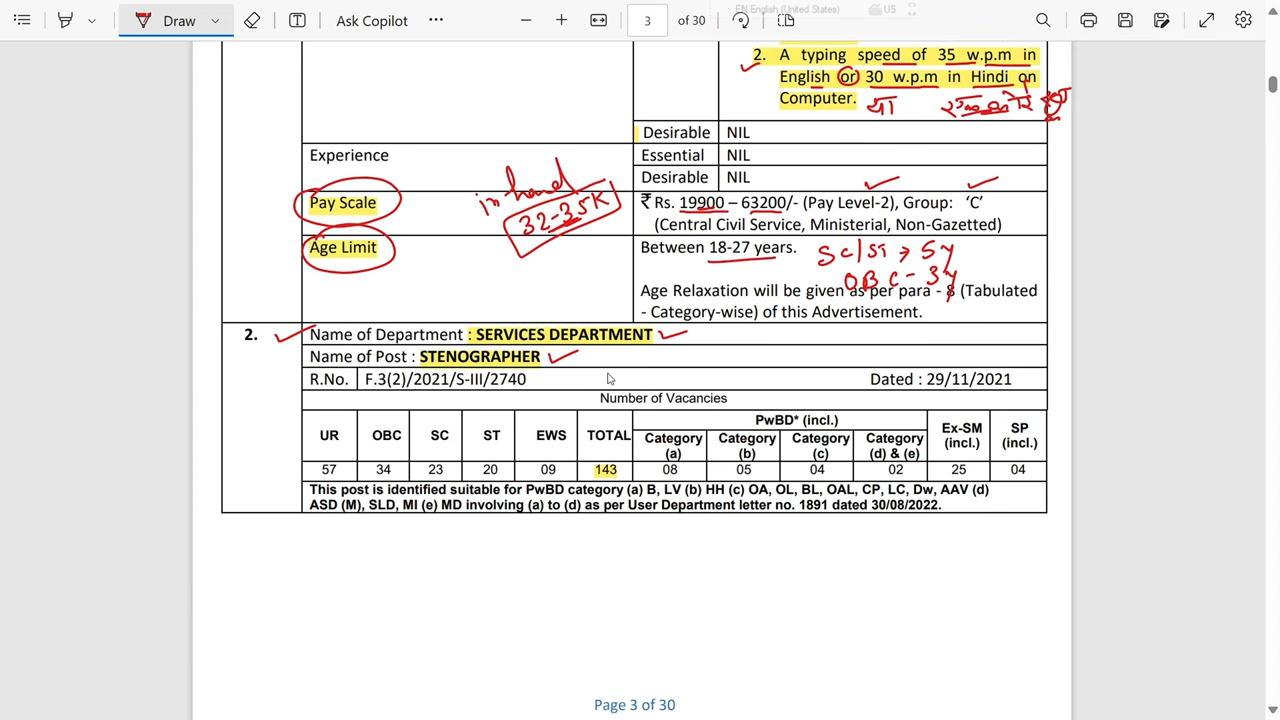 Draw
Ask Copilot
3 of 30
EN English (United States)
US
2. A typing speed of 35 w.p.m in
English or 30 w.p.m in Hindi on
Computer.
या
Desirable NIL
Experience Essential NIL
Desirable NIL
in hand
32-35K
Pay Scale ₹ Rs. 19900 – 63200/- (Pay Level-2), Group: ‘C’
(Central Civil Service, Ministerial, Non-Gazetted)
Age Limit Between 18-27 years.
SC/ST → 5y
OBC - 3y
Age Relaxation will be given as per para - 8 (Tabulated
- Category-wise) of this Advertisement.
2. Name of Department : SERVICES DEPARTMENT
Name of Post : STENOGRAPHER
R.No. F.3(2)/2021/S-III/2740 Dated : 29/11/2021
Number of Vacancies
UR OBC SC ST EWS TOTAL PwBD* (incl.) Ex-SM (incl.) SP (incl.)
Category (a) Category (b) Category (c) Category (d) & (e)
57 34 23 20 09 143 08 05 04 02 25 04
This post is identified suitable for PwBD category (a) B, LV (b) HH (c) OA, OL, BL, OAL, CP, LC, Dw, AAV (d)
ASD (M), SLD, MI (e) MD involving (a) to (d) as per User Department letter no. 1891 dated 30/08/2022.
Page 3 of 30